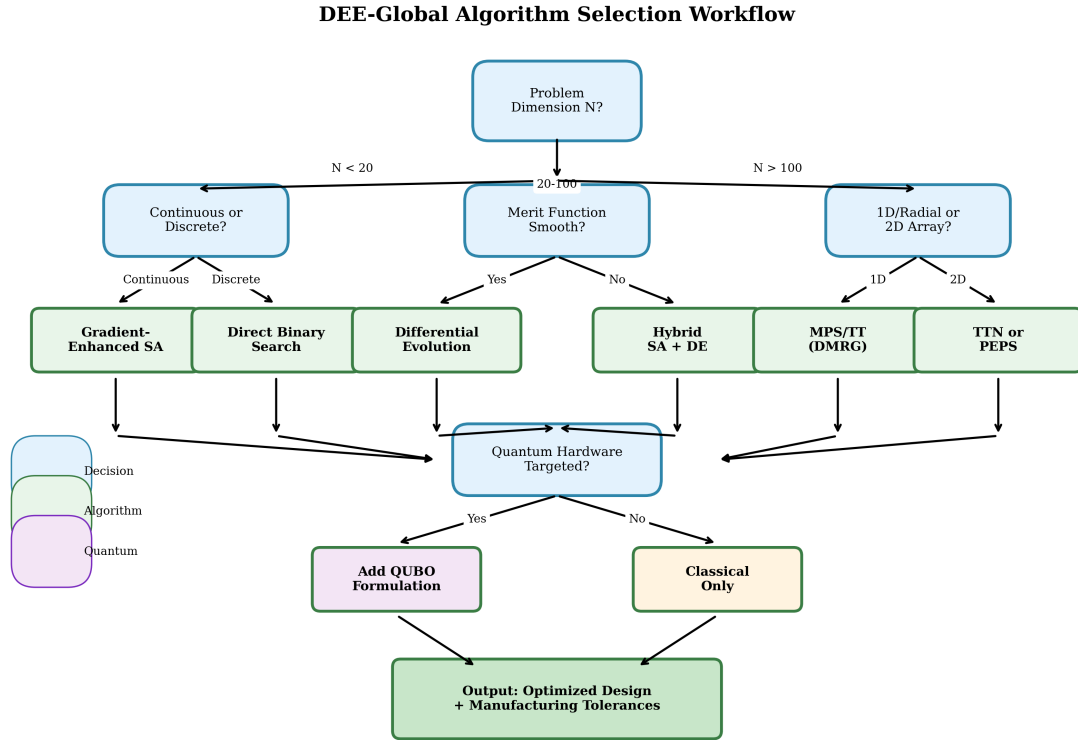 DEE-Global Algorithm Selection Workflow
Problem
Dimension N?
N < 20
20-100
N > 100
Continuous or
Discrete?
Merit Function
Smooth?
1D/Radial or
2D Array?
Continuous
Discrete
Yes
No
1D
2D
Gradient-
Enhanced SA
Direct Binary
Search
Differential
Evolution
Hybrid
SA + DE
MPS/TT
(DMRG)
TTN or
PEPS
Quantum Hardware
Targeted?
Decision
Algorithm
Quantum
Yes
No
Add QUBO
Formulation
Classical
Only
Output: Optimized Design
+ Manufacturing Tolerances